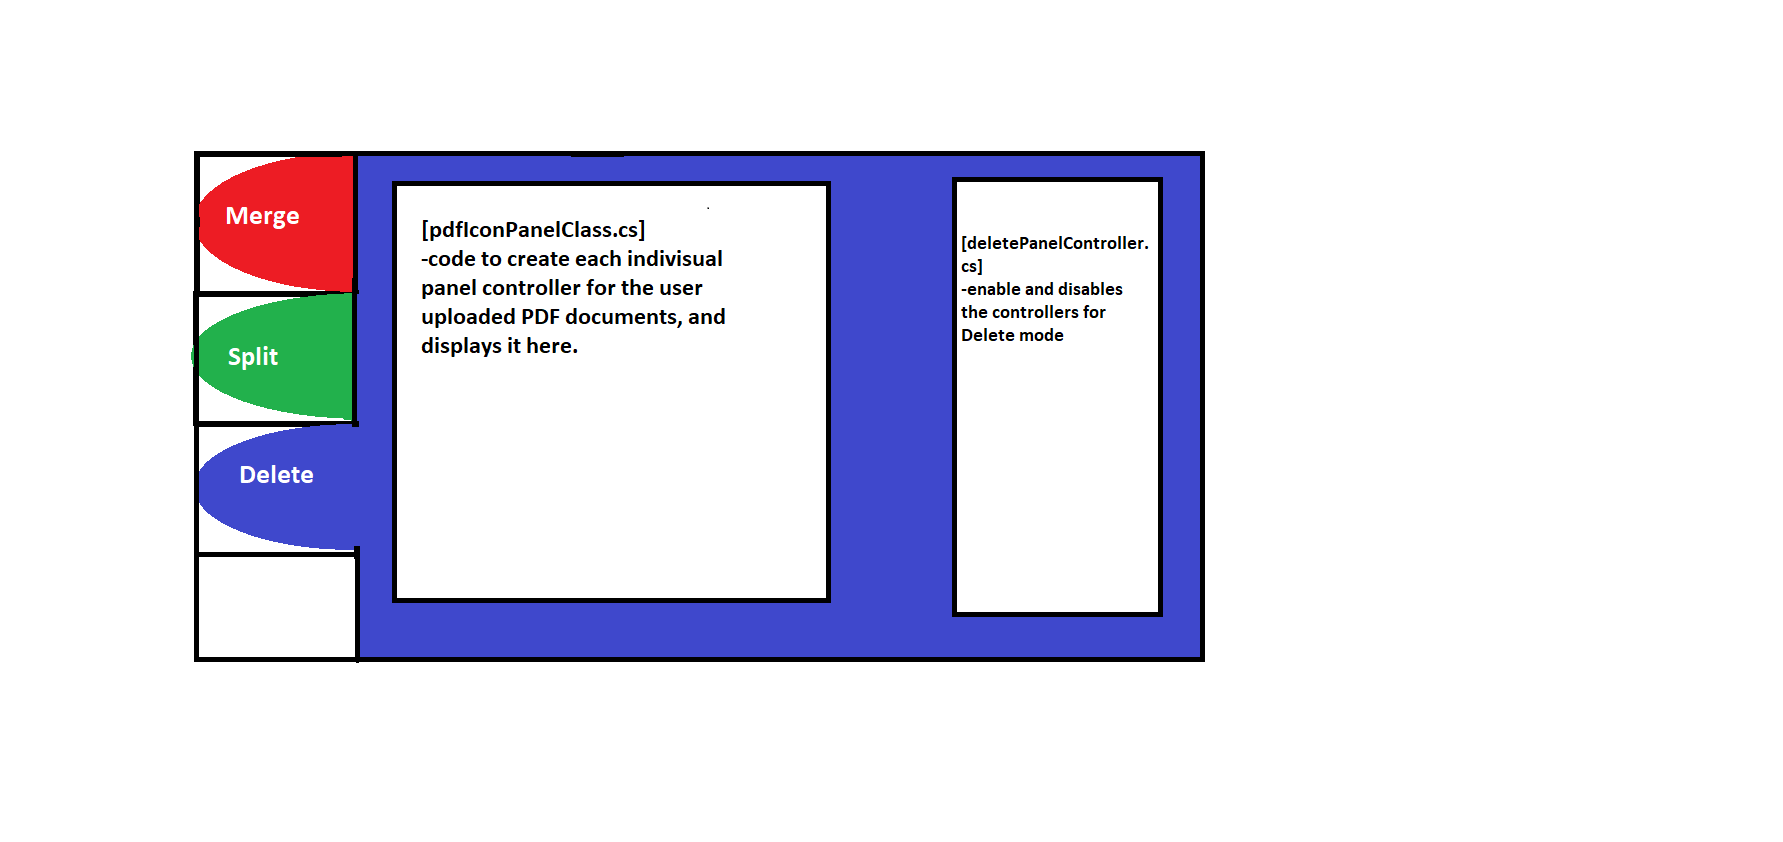 Merge
Split
Delete
[pdfIconPanelClass.cs]
-code to create each indivisual
panel controller for the user
uploaded PDF documents, and
displays it here.
[deletePanelController.
cs]
-enable and disables
the controllers for
Delete mode